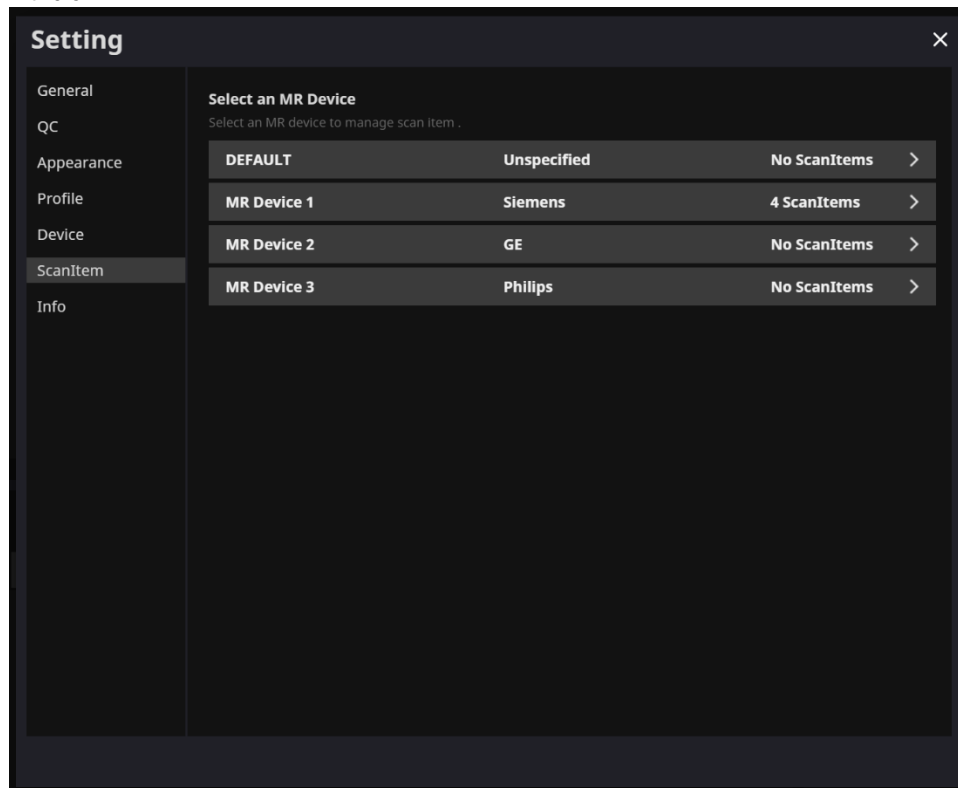 Setting
General
QC
Appearance
Profile
Device
ScanItem
Info
Select an MR Device
Select an MR device to manage scan item .
DEFAULT Unspecified No ScanItems
MR Device 1 Siemens 4 ScanItems
MR Device 2 GE No ScanItems
MR Device 3 Philips No ScanItems